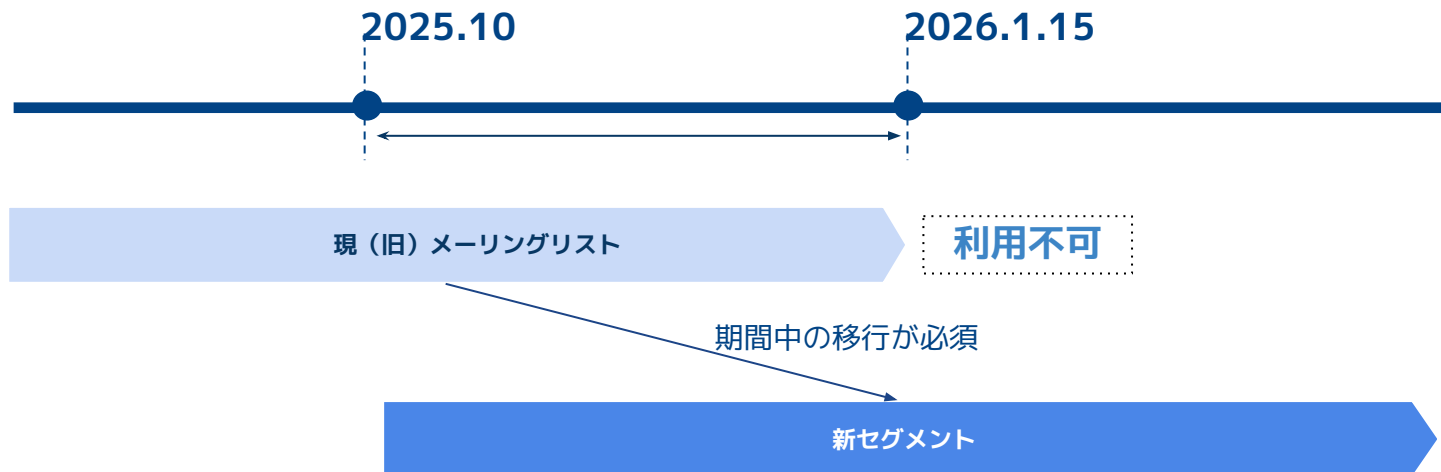 2025.10
2026.1.15
現（旧）メーリングリスト
利用不可
期間中の移行が必須
新セグメント